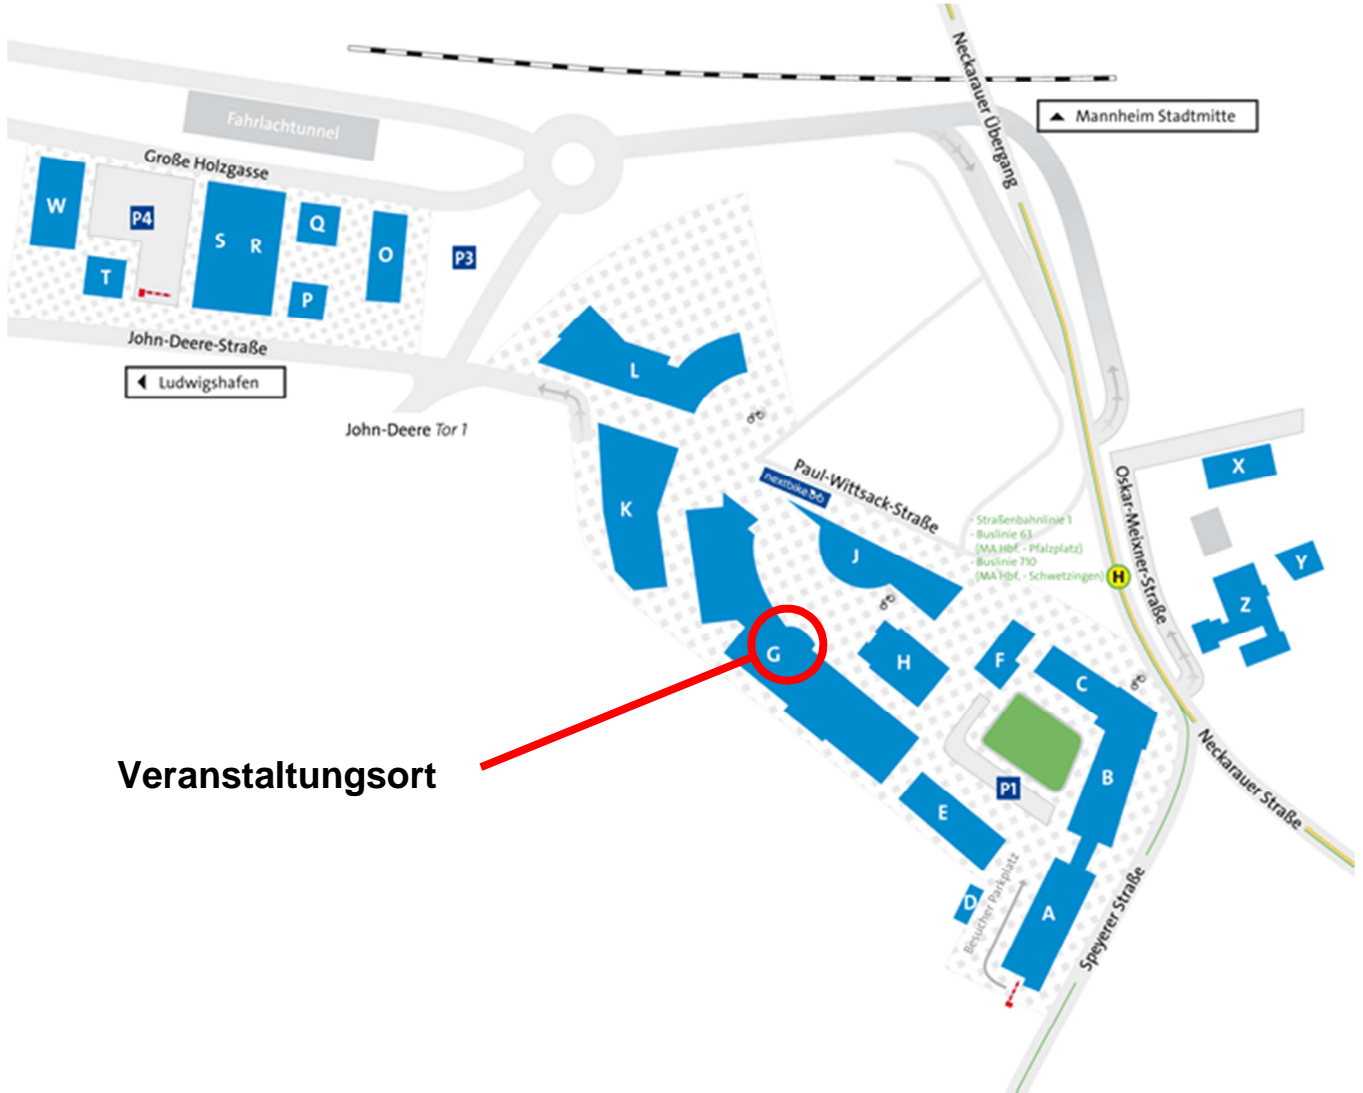 Neckarauer Übergang
Mannheim Stadtmitte
Fahrlachtunnel
Große Holzgasse
W
P4
S
R
Q
O
P3
T
P
John-Deere-Straße
Ludwigshafen
John-Deere Tor 1
L
K
Paul-Wittsack-Straße
nextbike
J
- Straßenbahnlinie 1
- Buslinie 63
(MA Hbf. - Pfalzplatz)
- Buslinie 710
(MA Hbf. - Schwetzingen)
H
Oskar-Meixner-Straße
X
Y
Z
G
H
F
C
B
P1
E
D
A
Besucher Parkplatz
Speyerer Straße
Neckarauer Straße
Veranstaltungsort